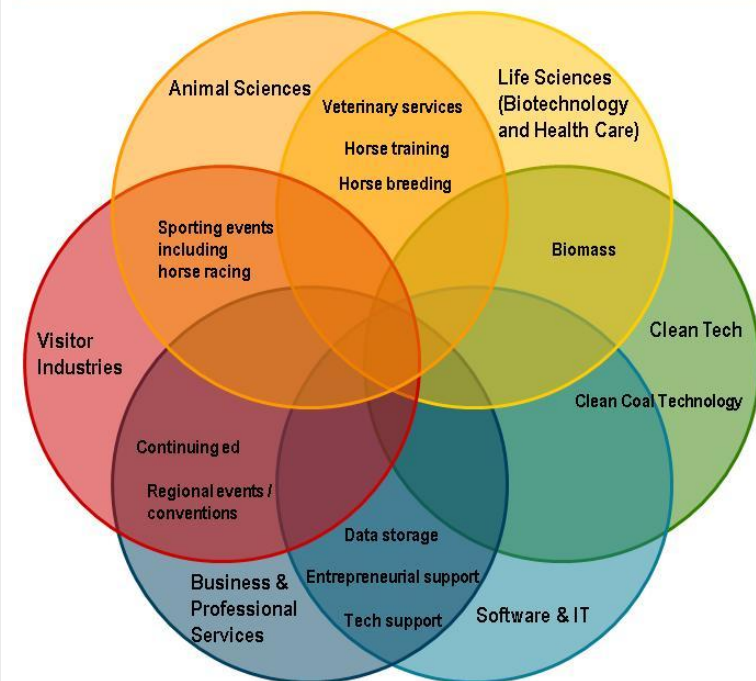 Animal Sciences
Life Sciences
(Biotechnology
and Health Care)
Veterinary services
Horse training
Horse breeding
Sporting events
including
horse racing
Biomass
Visitor
Industries
Clean Tech
Clean Coal Technology
Continuing ed
Regional events /
conventions
Data storage
Entrepreneurial support
Tech support
Business &
Professional
Services
Software & IT